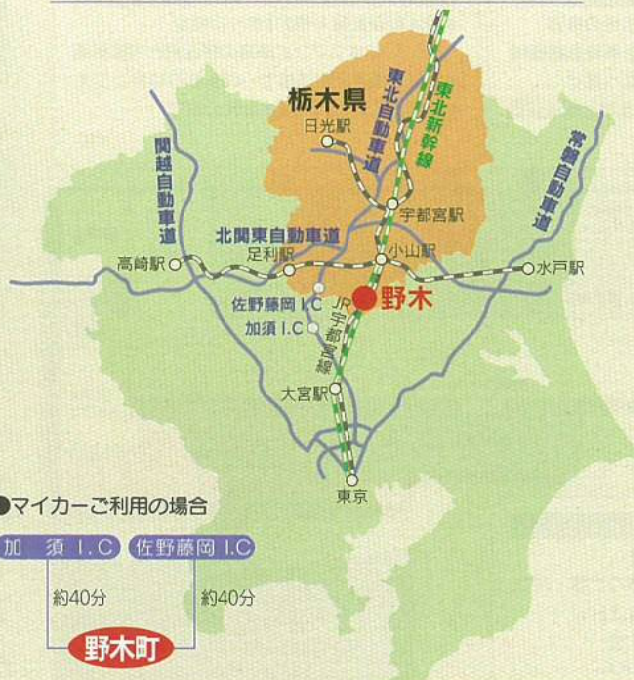 栃木県
日光駅
東北自動車道
東北新幹線
関越自動車道
常磐自動車道
宇都宮駅
北関東自動車道
足利駅
小山駅
高崎駅
水戸駅
佐野藤岡I.C
野木
加須I.C
JR宇都宮線
大宮駅
東京
●マイカーご利用の場合
加 須 I.C 佐野藤岡 I.C
約40分 約40分
野木町